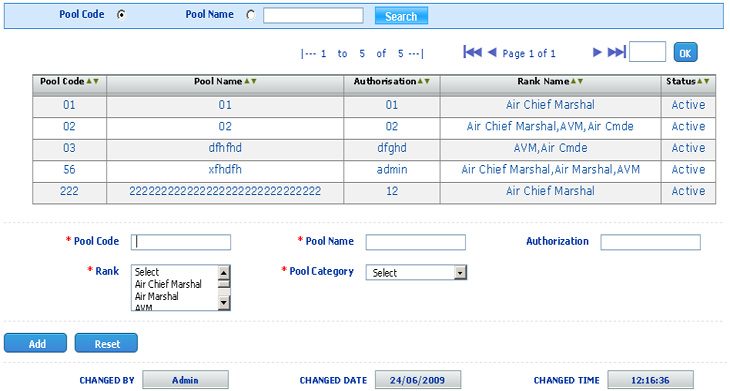 Pool Code Pool Name Search
|--- 1 to 5 of 5 ---| Page 1 of 1 OK
Pool Code Pool Name Authorisation Rank Name Status
01 01 01 Air Chief Marshal Active
02 02 02 Air Chief Marshal,AVM,Air Cmde Active
03 dfhfhd dfghd AVM,Air Cmde Active
56 xfhdfh admin Air Chief Marshal,Air Marshal,AVM Active
222 222222222222222222222222222222 12 Air Chief Marshal Active
* Pool Code * Pool Name Authorization
* Rank Select * Pool Category Select
Air Chief Marshal
Air Marshal
AVM
Add Reset
CHANGED BY Admin CHANGED DATE 24/06/2009 CHANGED TIME 12:16:36